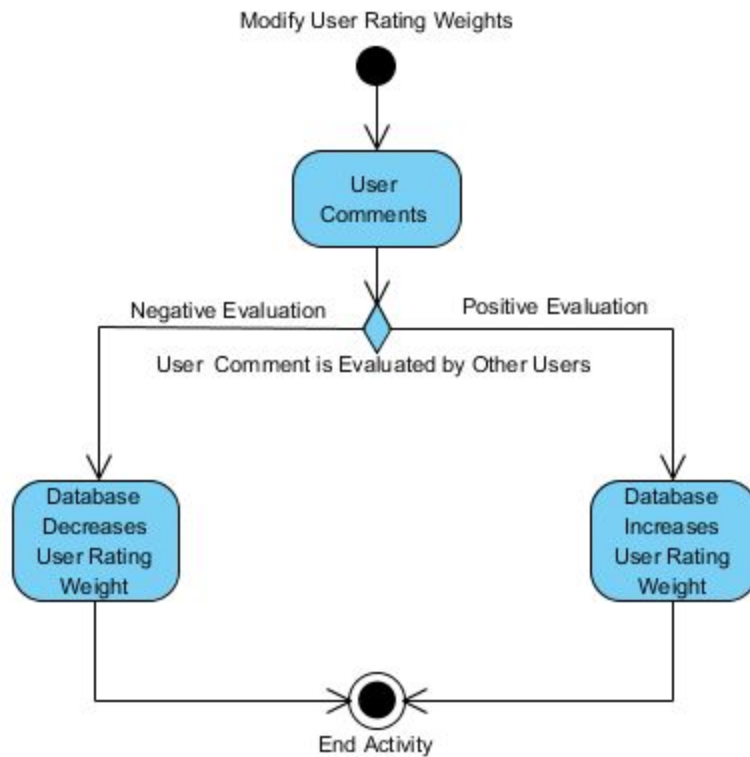 Modify User Rating Weights
User
Comments
Negative Evaluation
Positive Evaluation
User Comment is Evaluated by Other Users
Database
Decreases
User Rating
Weight
Database
Increases
User Rating
Weight
End Activity